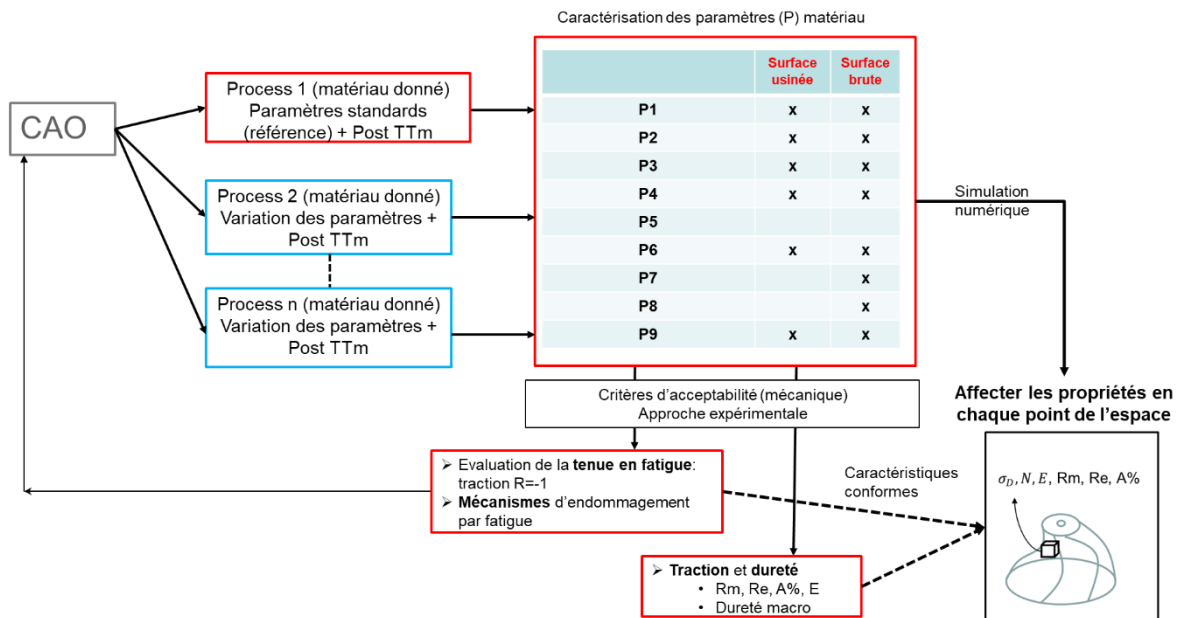 Caractérisation des paramètres (P) matériau
CAO
Process 1 (matériau donné)
Paramètres standards
(référence) + Post TTm
Process 2 (matériau donné)
Variation des paramètres +
Post TTm
Process n (matériau donné)
Variation des paramètres +
Post TTm
Surface usinée Surface brute
P1 x x
P2 x x
P3 x x
P4 x x
P5
P6 x x
P7 x
P8 x
P9 x x
Simulation
numérique
Critères d’acceptabilité (mécanique)
Approche expérimentale
Affecter les propriétés en
chaque point de l’espace
➢ Evaluation de la tenue en fatigue:
traction R=-1
➢ Mécanismes d’endommagement
par fatigue
Caractéristiques
conformes
σ_D, N, E, Rm, Re, A%
➢ Traction et dureté
• Rm, Re, A%, E
• Dureté macro